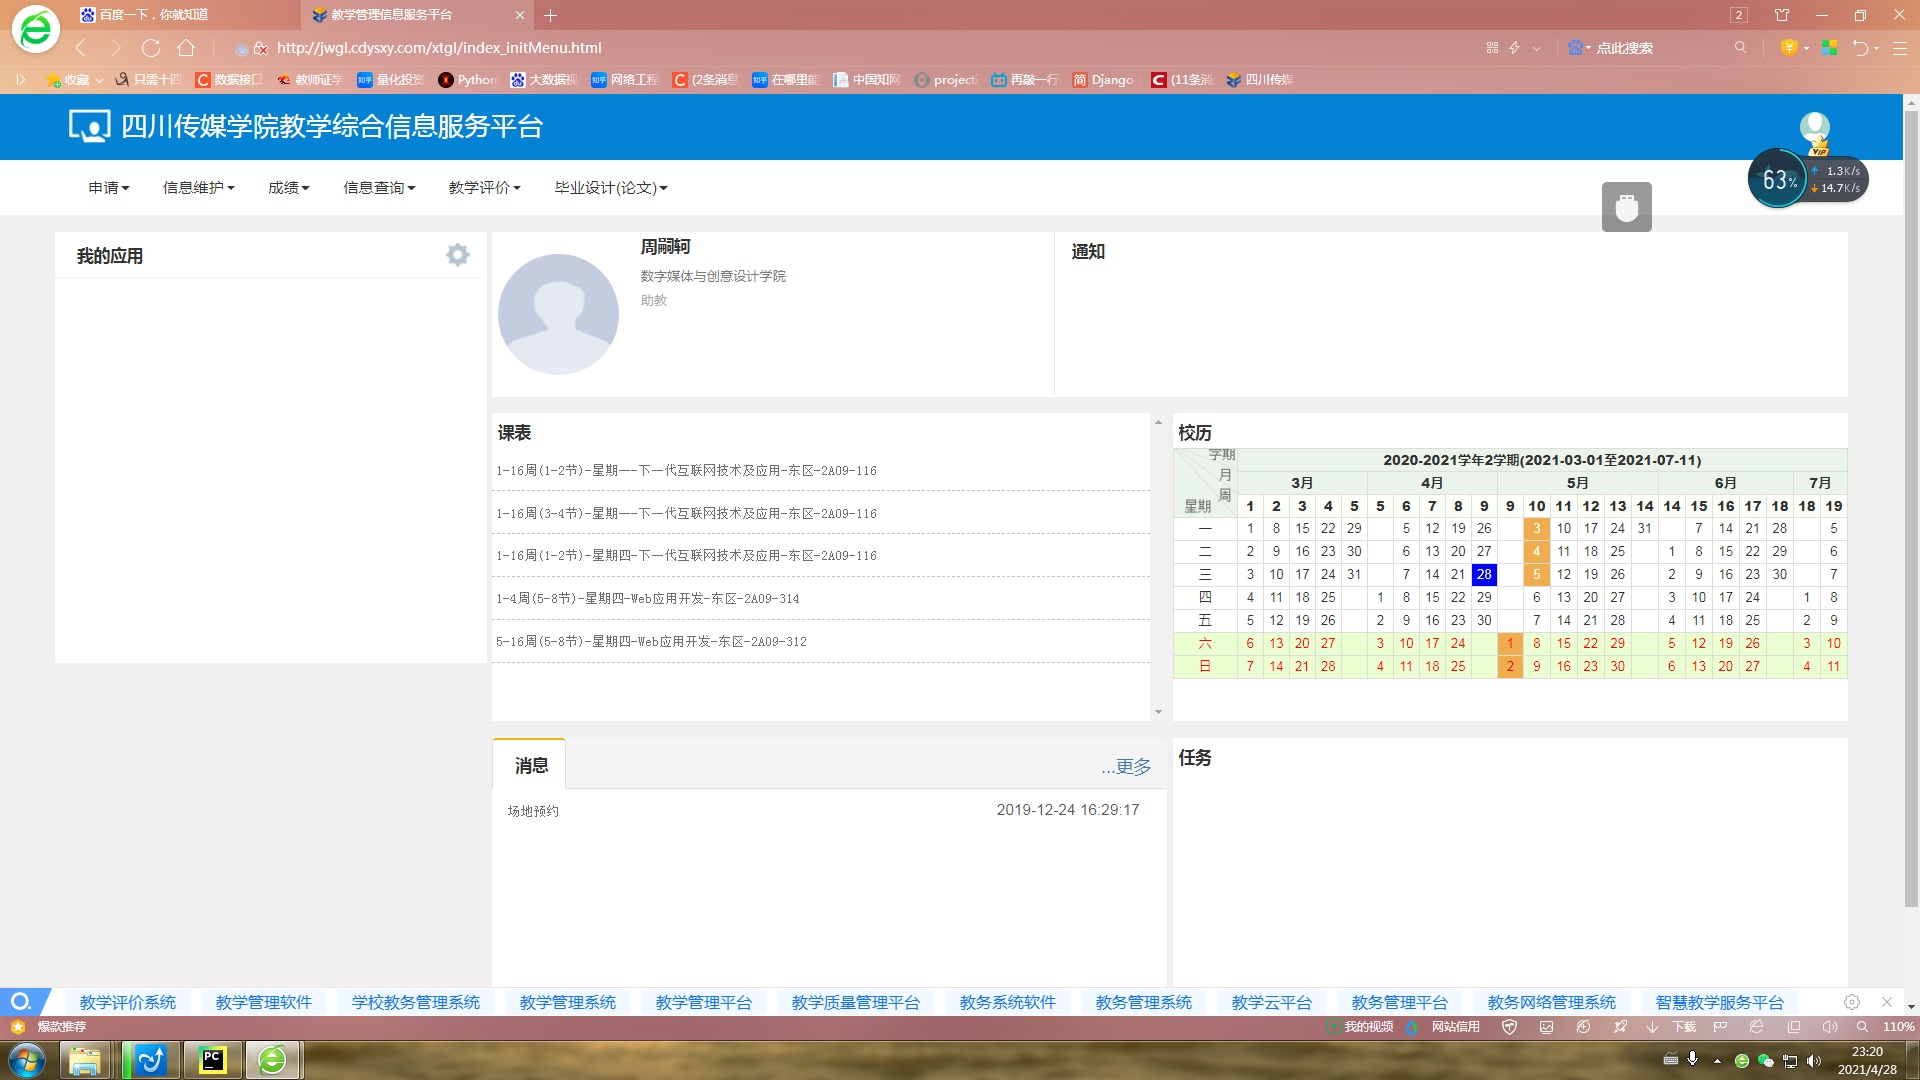 百度一下，你就知道
教学管理信息服务平台
2
http://jwgl.cdysxy.com/xtgl/index_initMenu.html
点此搜索
收藏 只需十四 数据接口 教师证学 量化投资 Python 大数据视 网络工程 (2条消息 在哪里能 中国知网 projecti 再敲一行 Django (11条消 四川传媒
四川传媒学院教学综合信息服务平台
VIP
63%
1.3K/s
14.7K/s
申请 信息维护 成绩 信息查询 教学评价 毕业设计(论文)
我的应用
周嗣轲
数字媒体与创意设计学院
助教
通知
课表
1-16周(1-2节)-星期一-下一代互联网技术及应用-东区-2A09-116
1-16周(3-4节)-星期一-下一代互联网技术及应用-东区-2A09-116
1-16周(1-2节)-星期四-下一代互联网技术及应用-东区-2A09-116
1-4周(5-8节)-星期四-Web应用开发-东区-2A09-314
5-16周(5-8节)-星期四-Web应用开发-东区-2A09-312
校历
学期
月
周
星期
2020-2021学年2学期(2021-03-01至2021-07-11)
3月 4月 5月 6月 7月
1 2 3 4 5 5 6 7 8 9 9 10 11 12 13 14 14 15 16 17 18 18 19
一 1 8 15 22 29 5 12 19 26 3 10 17 24 31 7 14 21 28 5
二 2 9 16 23 30 6 13 20 27 4 11 18 25 1 8 15 22 29 6
三 3 10 17 24 31 7 14 21 28 5 12 19 26 2 9 16 23 30 7
四 4 11 18 25 1 8 15 22 29 6 13 20 27 3 10 17 24 1 8
五 5 12 19 26 2 9 16 23 30 7 14 21 28 4 11 18 25 2 9
六 6 13 20 27 3 10 17 24 1 8 15 22 29 5 12 19 26 3 10
日 7 14 21 28 4 11 18 25 2 9 16 23 30 6 13 20 27 4 11
消息
...更多
场地预约 2019-12-24 16:29:17
任务
教学评价系统 教学管理软件 学校教务管理系统 教学管理系统 教学管理平台 教学质量管理平台 教务系统软件 教务管理系统 教学云平台 教务管理平台 教务网络管理系统 智慧教学服务平台
爆款推荐
我的视频 网站信用 下载 110%
PC
23:20
2021/4/28